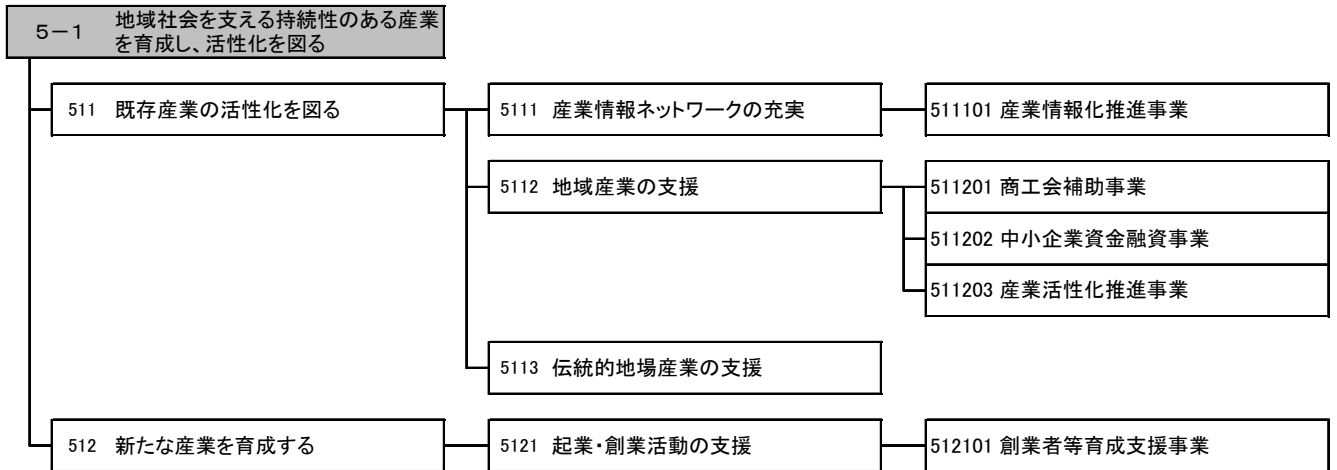 5－1 地域社会を支える持続性のある産業
を育成し、活性化を図る
511 既存産業の活性化を図る
5111 産業情報ネットワークの充実
511101 産業情報化推進事業
5112 地域産業の支援
511201 商工会補助事業
511202 中小企業資金融資事業
511203 産業活性化推進事業
5113 伝統的地場産業の支援
512 新たな産業を育成する
5121 起業・創業活動の支援
512101 創業者等育成支援事業